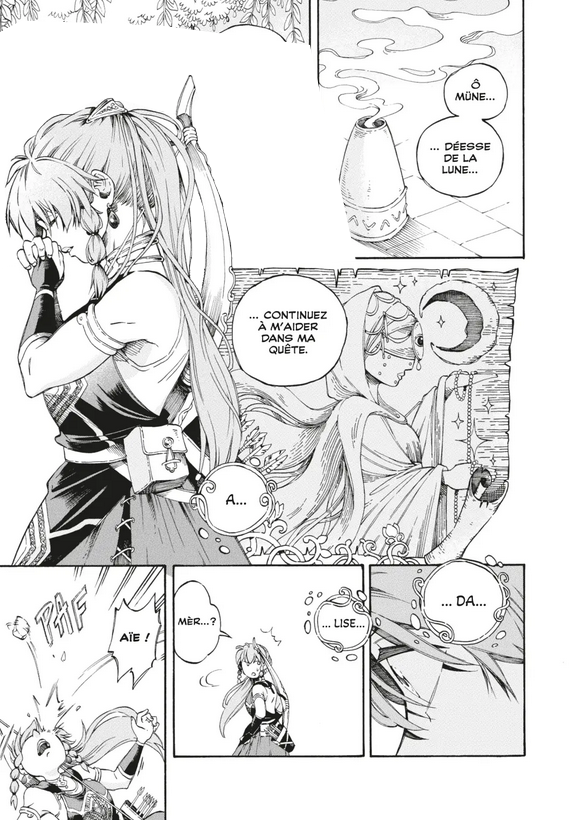 Ô
MÜNE...
... DÉESSE
DE LA
LUNE...
... CONTINUEZ
À M'AIDER
DANS MA
QUÊTE.
A...
... DA...
... LISE...
MÈR...?
AÏE !
PAF